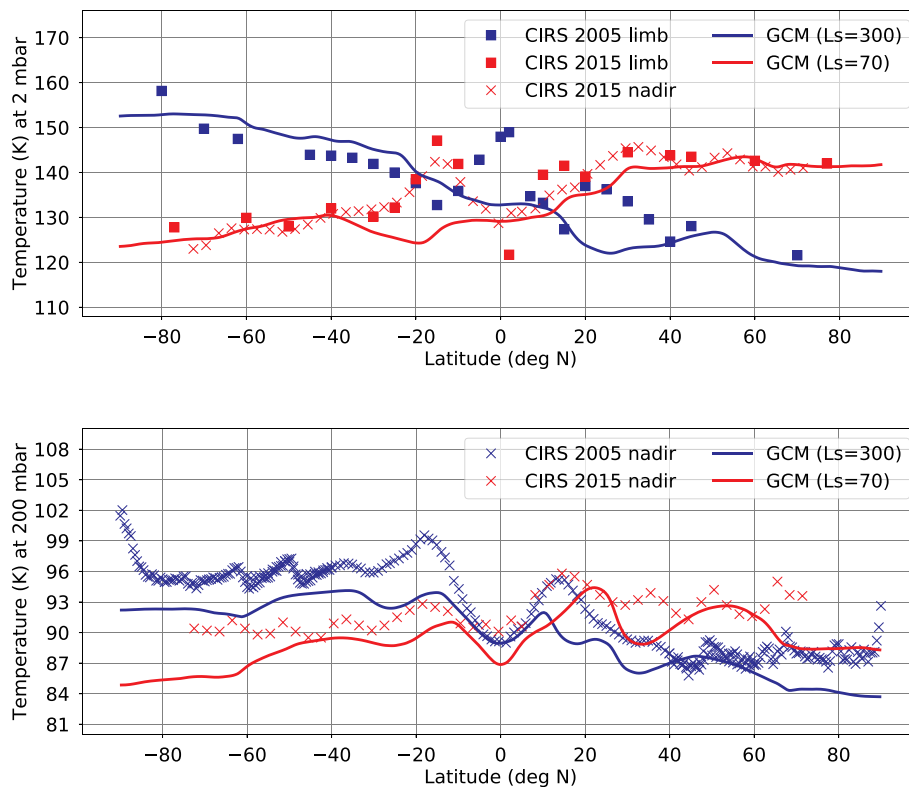 170
160
150
140
130
120
110
Temperature (K) at 2 mbar
CIRS 2005 limb
CIRS 2015 limb
CIRS 2015 nadir
GCM (Ls=300)
GCM (Ls=70)
−80 −60 −40 −20 0 20 40 60 80
Latitude (deg N)
108
105
102
99
96
93
90
87
84
81
Temperature (K) at 200 mbar
CIRS 2005 nadir
CIRS 2015 nadir
GCM (Ls=300)
GCM (Ls=70)
−80 −60 −40 −20 0 20 40 60 80
Latitude (deg N)